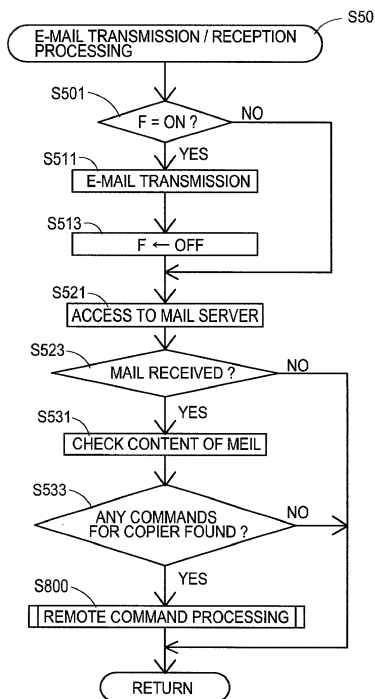 S50
E-MAIL TRANSMISSION / RECEPTION
PROCESSING
S501
F = ON ?
NO
YES
S511
E-MAIL TRANSMISSION
S513
F ← OFF
S521
ACCESS TO MAIL SERVER
S523
MAIL RECEIVED ?
NO
YES
S531
CHECK CONTENT OF MEIL
S533
ANY COMMANDS
FOR COPIER FOUND ?
NO
YES
S800
REMOTE COMMAND PROCESSING
RETURN